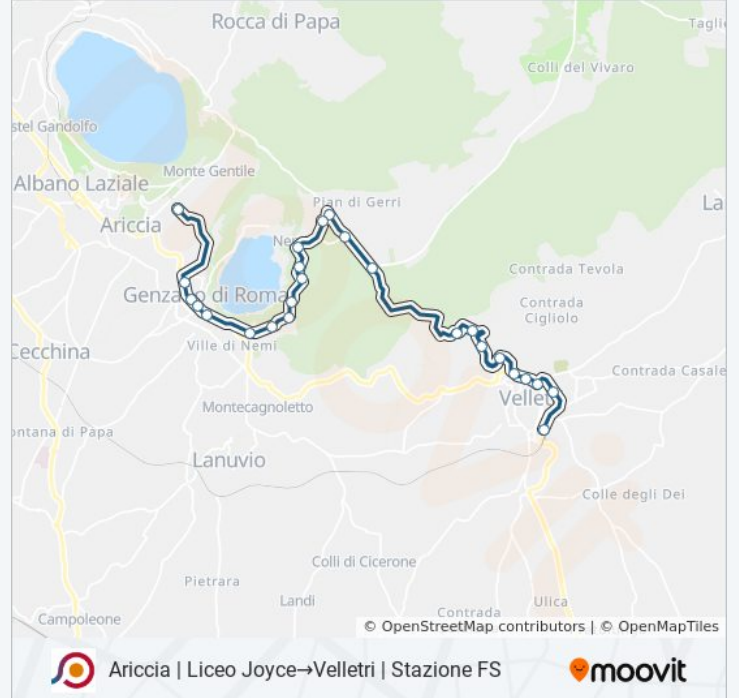 Rocca di Papa
Colli del Vivaro
stel Gandolfo
Monte Gentile
Albano Laziale
Pian di Gerri
La
Ariccia
Contrada Tevola
Genzano di Roma
Contrada
Cigliolo
Ville di Nemi
Cecchina
Contrada Casale
Montecagnoletto
ontana di Papa
Lanuvio
Colle degli Dei
Colli di Cicerone
Pietrara
Landi
Ulica
Contrada
Campoleone
© OpenStreetMap contributors | © OpenMapTiles
Ariccia | Liceo Joyce→Velletri | Stazione FS
moovit